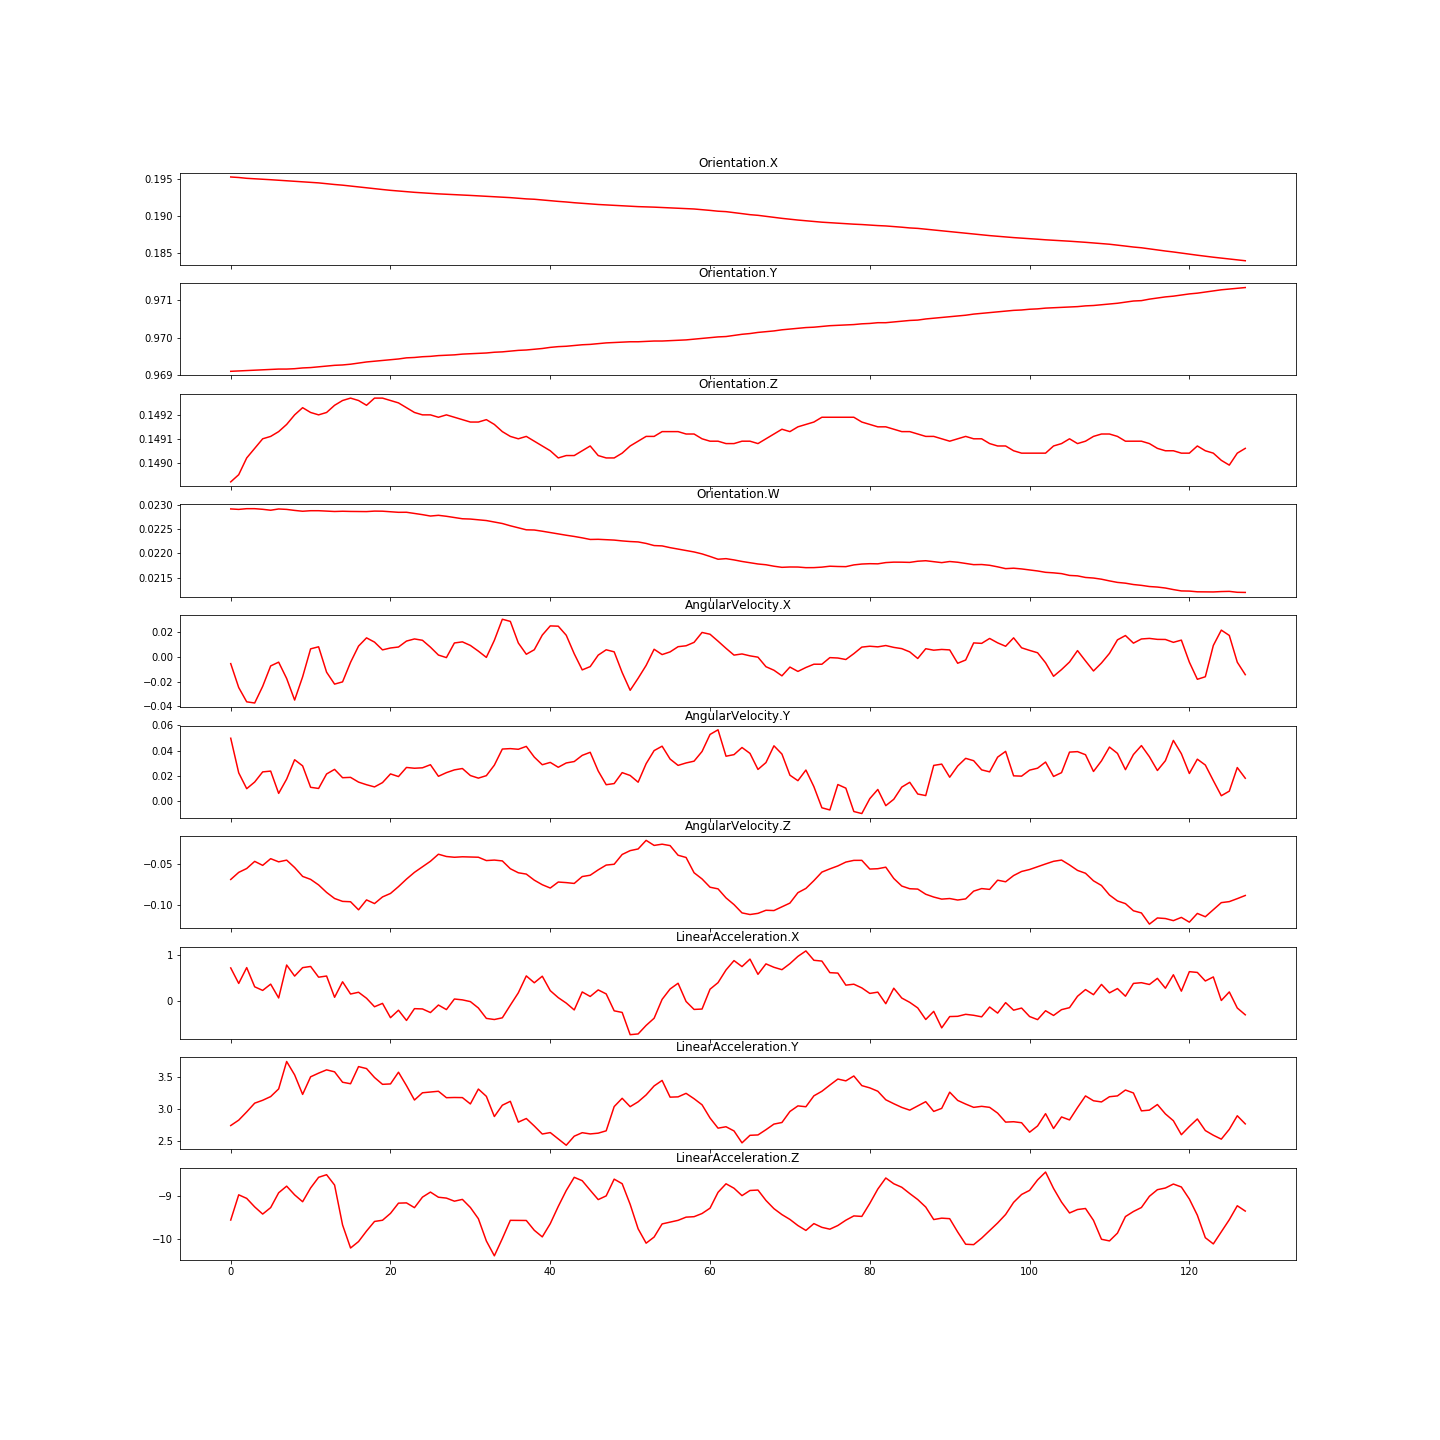 Orientation.X
0.195
0.190
0.185
Orientation.Y
0.971
0.970
0.969
Orientation.Z
0.1492
0.1491
0.1490
Orientation.W
0.0230
0.0225
0.0220
0.0215
AngularVelocity.X
0.02
0.00
−0.02
−0.04
AngularVelocity.Y
0.06
0.04
0.02
0.00
AngularVelocity.Z
−0.05
−0.10
LinearAcceleration.X
1
0
LinearAcceleration.Y
3.5
3.0
2.5
LinearAcceleration.Z
−9
−10
0 20 40 60 80 100 120